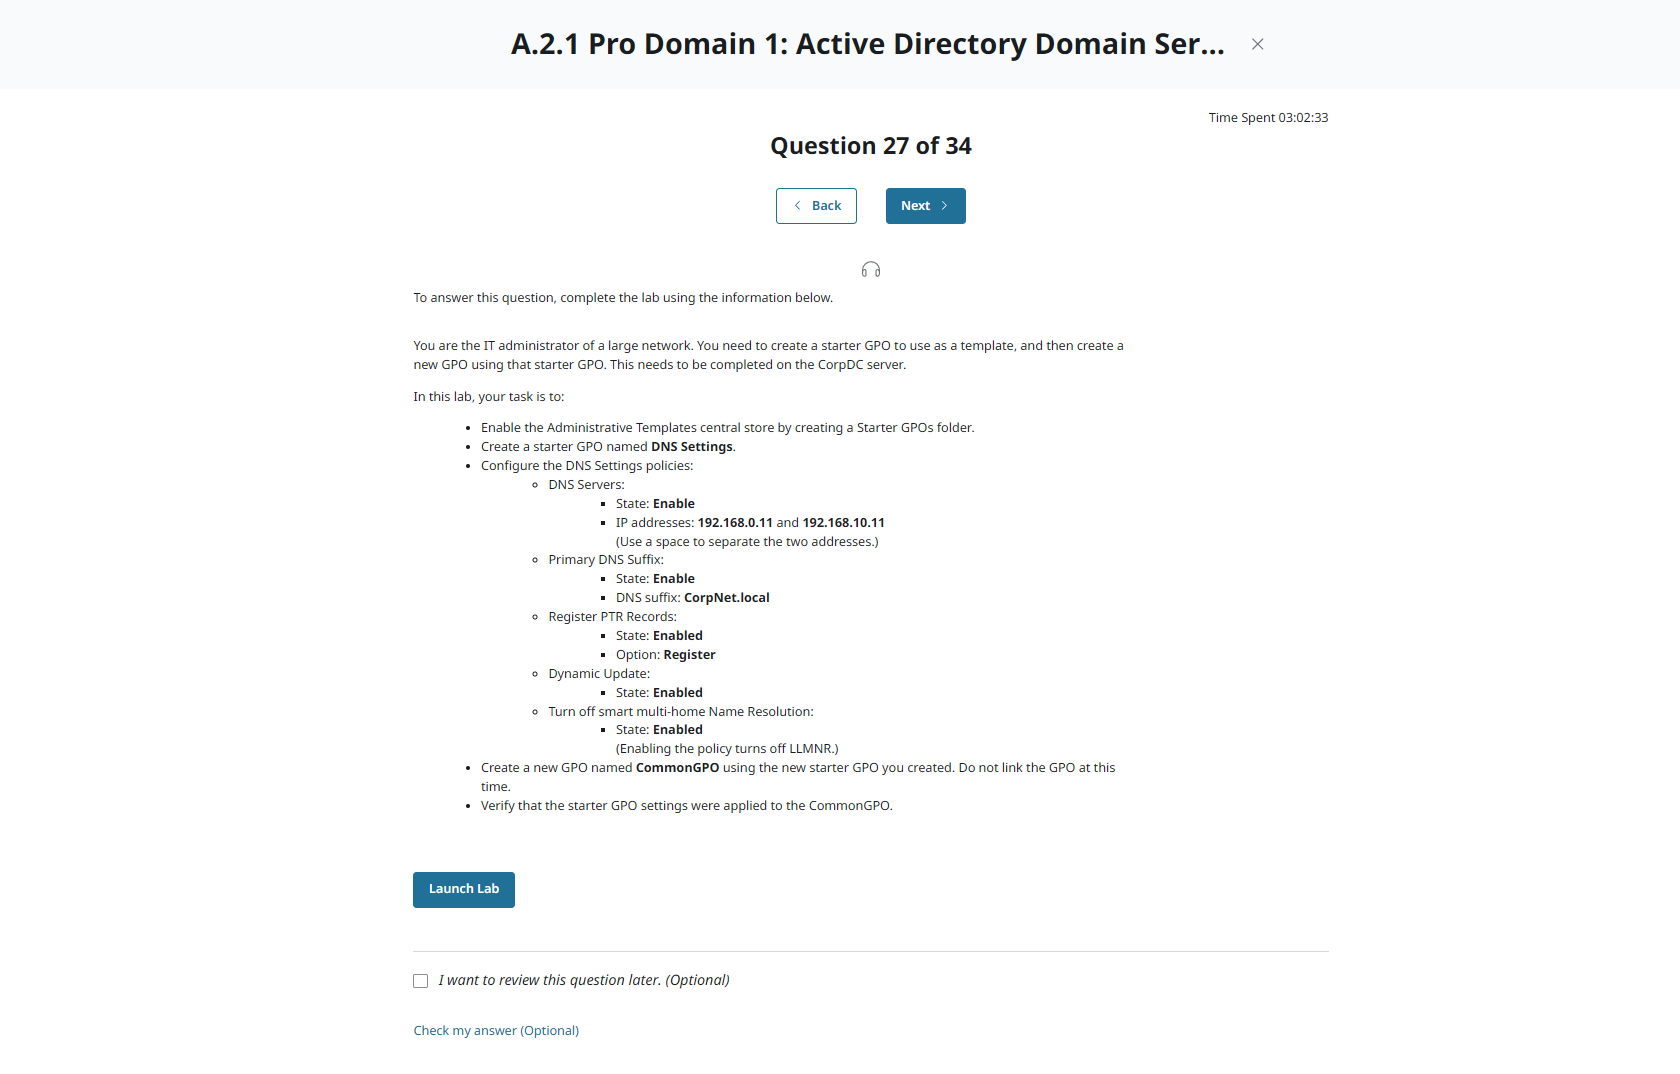 A.2.1 Pro Domain 1: Active Directory Domain Ser...
Time Spent 03:02:33
Question 27 of 34
Back
Next
To answer this question, complete the lab using the information below.
You are the IT administrator of a large network. You need to create a starter GPO to use as a template, and then create a
new GPO using that starter GPO. This needs to be completed on the CorpDC server.
In this lab, your task is to:
• Enable the Administrative Templates central store by creating a Starter GPOs folder.
• Create a starter GPO named DNS Settings.
• Configure the DNS Settings policies:
◦ DNS Servers:
▪ State: Enable
▪ IP addresses: 192.168.0.11 and 192.168.10.11
(Use a space to separate the two addresses.)
◦ Primary DNS Suffix:
▪ State: Enable
▪ DNS suffix: CorpNet.local
◦ Register PTR Records:
▪ State: Enabled
▪ Option: Register
◦ Dynamic Update:
▪ State: Enabled
◦ Turn off smart multi-home Name Resolution:
▪ State: Enabled
(Enabling the policy turns off LLMNR.)
• Create a new GPO named CommonGPO using the new starter GPO you created. Do not link the GPO at this
time.
• Verify that the starter GPO settings were applied to the CommonGPO.
Launch Lab
I want to review this question later. (Optional)
Check my answer (Optional)